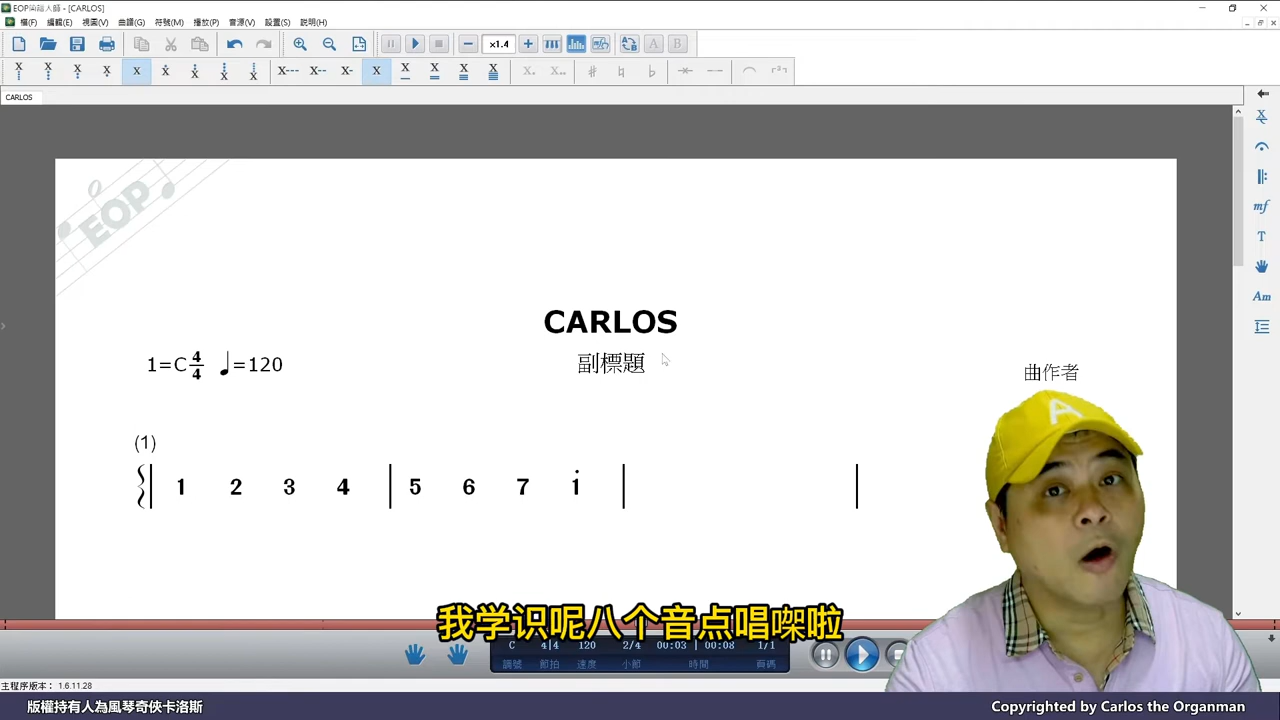 EOP簡譜大師 - [CARLOS]
檔(F) 編輯(E) 視圖(V) 曲譜(G) 符號(M) 播放(P) 音源(V) 設置(S) 説明(H)
x1.4
CARLOS
EOP
CARLOS
副標題
1=C 4/4 ♩=120
曲作者
(1)
1 2 3 4 5 6 7 i
A
我学识呢八个音点唱㗎啦
C 4|4 120 2/4 00:03 | 00:08 1/1
調號 節拍 速度 小節 時間 頁碼
主程序版本: 1.6.11.28
版權持有人為風琴奇俠卡洛斯
Copyrighted by Carlos the Organman
mf
T
Am